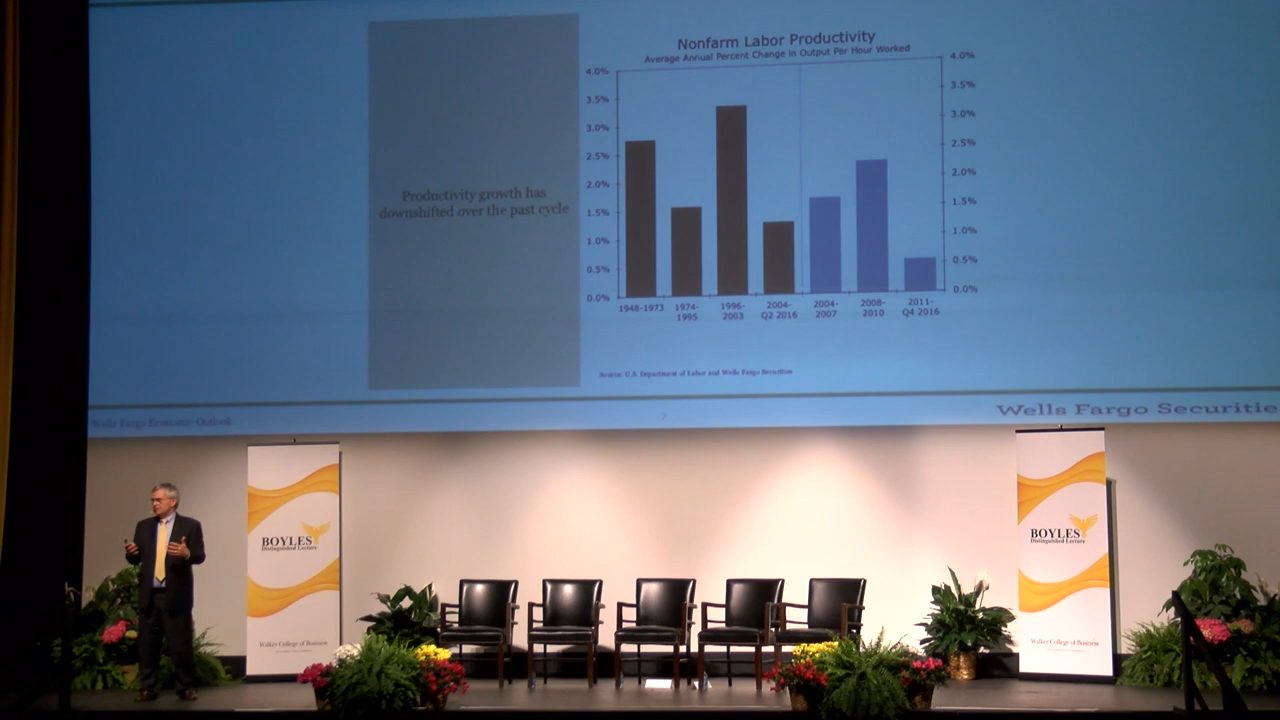 Nonfarm Labor Productivity
Average Annual Percent Change in Output Per Hour Worked
4.0%
3.5%
3.0%
2.5%
2.0%
1.5%
1.0%
0.5%
0.0%
4.0%
3.5%
3.0%
2.5%
2.0%
1.5%
1.0%
0.5%
0.0%
1948-1973
1974-
1995
1996-
2003
2004-
Q2 2016
2004-
2007
2008-
2010
2011-
Q4 2016
Productivity growth has
downshifted over the past cycle
Source: U.S. Department of Labor and Wells Fargo Securities
Wells Fargo Economic Outlook
7
Wells Fargo Securitie
BOYLES
Distinguished Lecture
Walker College of Business
BOYLES
Distinguished Lecture
Walker College of Business